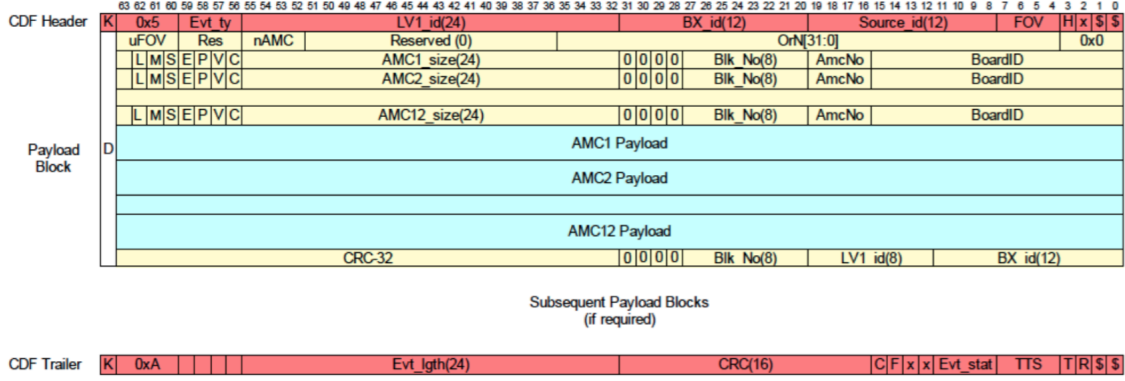 63 62 61 60 59 58 57 56 55 54 53 52 51 50 49 48 47 46 45 44 43 42 41 40 39 38 37 36 35 34 33 32 31 30 29 28 27 26 25 24 23 22 21 20 19 18 17 16 15 14 13 12 11 10 9 8 7 6 5 4 3 2 1 0
CDF Header K 0x5 Evt_ty LV1_id(24) BX_id(12) Source_id(12) FOV H x $ $
uFOV Res nAMC Reserved (0) OrN[31:0] 0x0
L M S E P V C AMC1_size(24) 0 0 0 0 Blk_No(8) AmcNo BoardID
L M S E P V C AMC2_size(24) 0 0 0 0 Blk_No(8) AmcNo BoardID
L M S E P V C AMC12_size(24) 0 0 0 0 Blk_No(8) AmcNo BoardID
Payload Block D
AMC1 Payload
AMC2 Payload
AMC12 Payload
CRC-32 0 0 0 0 Blk_No(8) LV1_id(8) BX_id(12)
Subsequent Payload Blocks
(if required)
CDF Trailer K 0xA Evt_lgth(24) CRC(16) C F x x Evt_stat TTS T R $ $